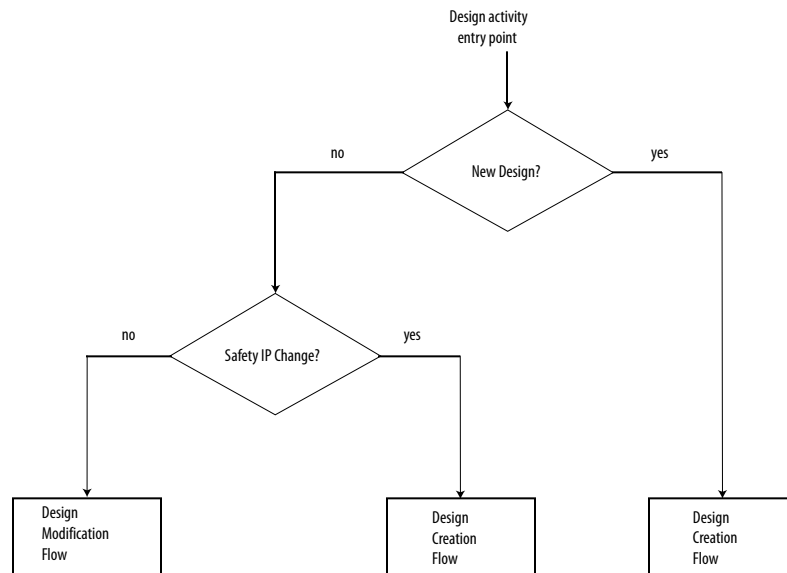 Design activity
entry point
no
New Design?
yes
no
Safety IP Change?
yes
Design
Modification
Flow
Design
Creation
Flow
Design
Creation
Flow